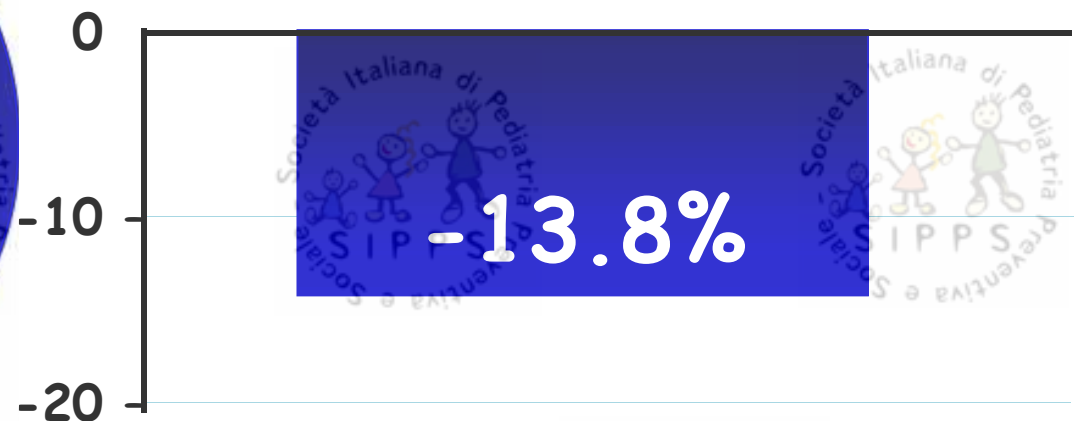 0
-10
-20
-13.8%
Società Italiana di Pediatria Preventiva e Sociale -
SIPPS
Società Italiana di Pediatria Preventiva e Sociale -
SIPPS